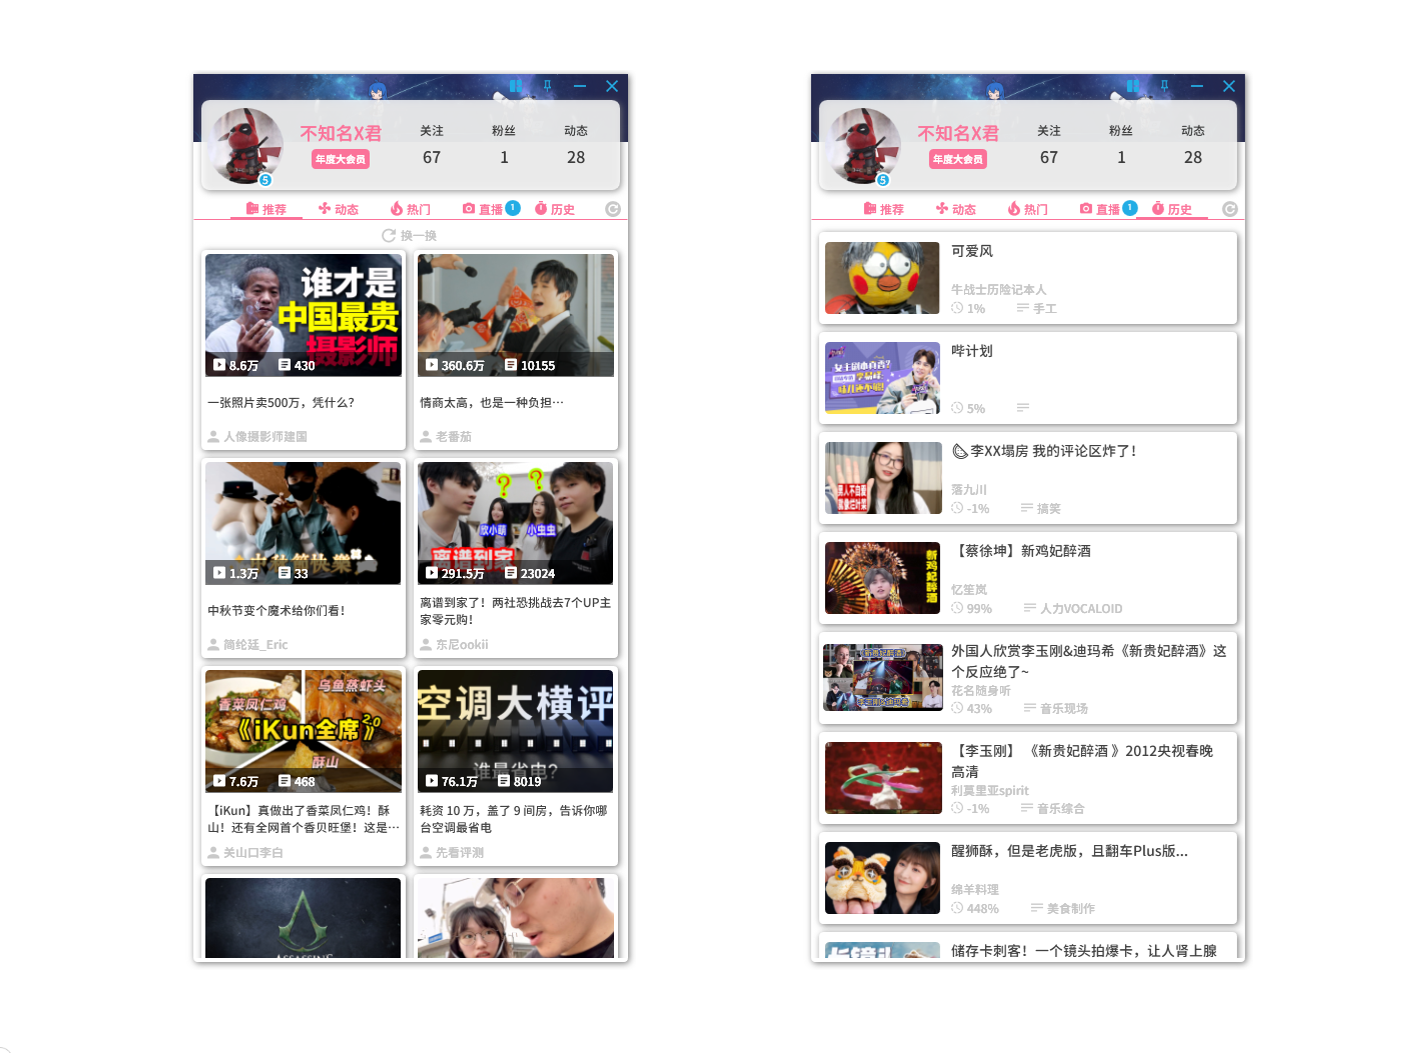 不知名X君
年度大会员
5
关注
67
粉丝
1
动态
28
推荐
动态
热门
直播
1
历史
换一换
谁才是
中国最贵
摄影师
8.6万
430
一张照片卖500万，凭什么？
人像摄影师建国
360.6万
10155
情商太高，也是一种负担…
老番茄
中秋节快樂
1.3万
33
中秋节变个魔术给你们看！
简纶廷_Eric
?
?
欣小萌
小虫虫
离谱到家
291.5万
23024
离谱到家了！两社恐挑战去7个UP主
家零元购！
东尼ookii
乌鱼蒸虾头
香菜凤仁鸡
《iKun全席》2.0
酥山
7.6万
468
【iKun】真做出了香菜凤仁鸡！酥
山！还有全网首个香贝旺堡！这是…
关山口李白
空调大横评
谁最省电?
76.1万
8019
耗资 10 万，盖了 9 间房，告诉你哪
台空调最省电
先看评测
ASSASSINS
不知名X君
年度大会员
5
关注
67
粉丝
1
动态
28
推荐
动态
热门
直播
1
历史
可爱风
牛战士历险记本人
1%
手工
哔计划
5%
李XX塌房 我的评论区炸了！
落九川
-1%
搞笑
新鸡妃醉酒
【蔡徐坤】新鸡妃醉酒
忆笙岚
99%
人力VOCALOID
《新贵妃醉酒》
外国人欣赏李玉刚&迪玛希《新贵妃醉酒》这
个反应绝了~
花名随身听
43%
音乐现场
【李玉刚】 《新贵妃醉酒 》2012央视春晚
高清
利莫里亚spirit
-1%
音乐综合
醒狮酥，但是老虎版，且翻车Plus版...
绵羊料理
448%
美食制作
储存卡刺客！一个镜头拍爆卡，让人肾上腺